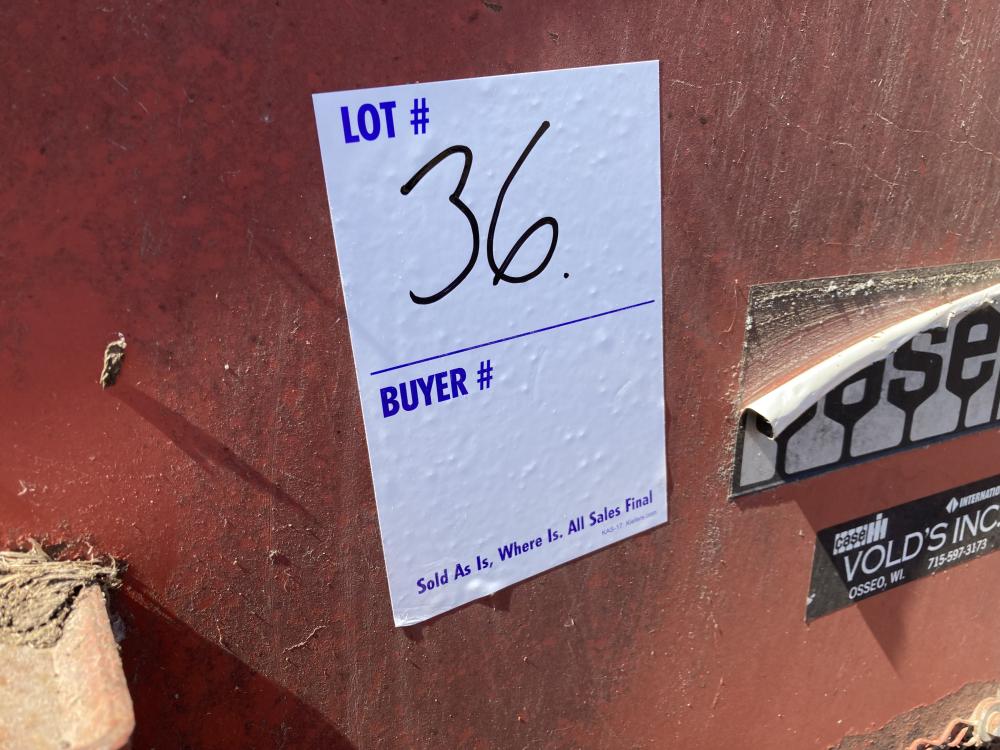 LOT #
36.
BUYER #
Sold As Is, Where Is. All Sales Final
case
INTERNATIO
case IH
VOLD'S INC.
OSSEO, WI. 715-597-3173